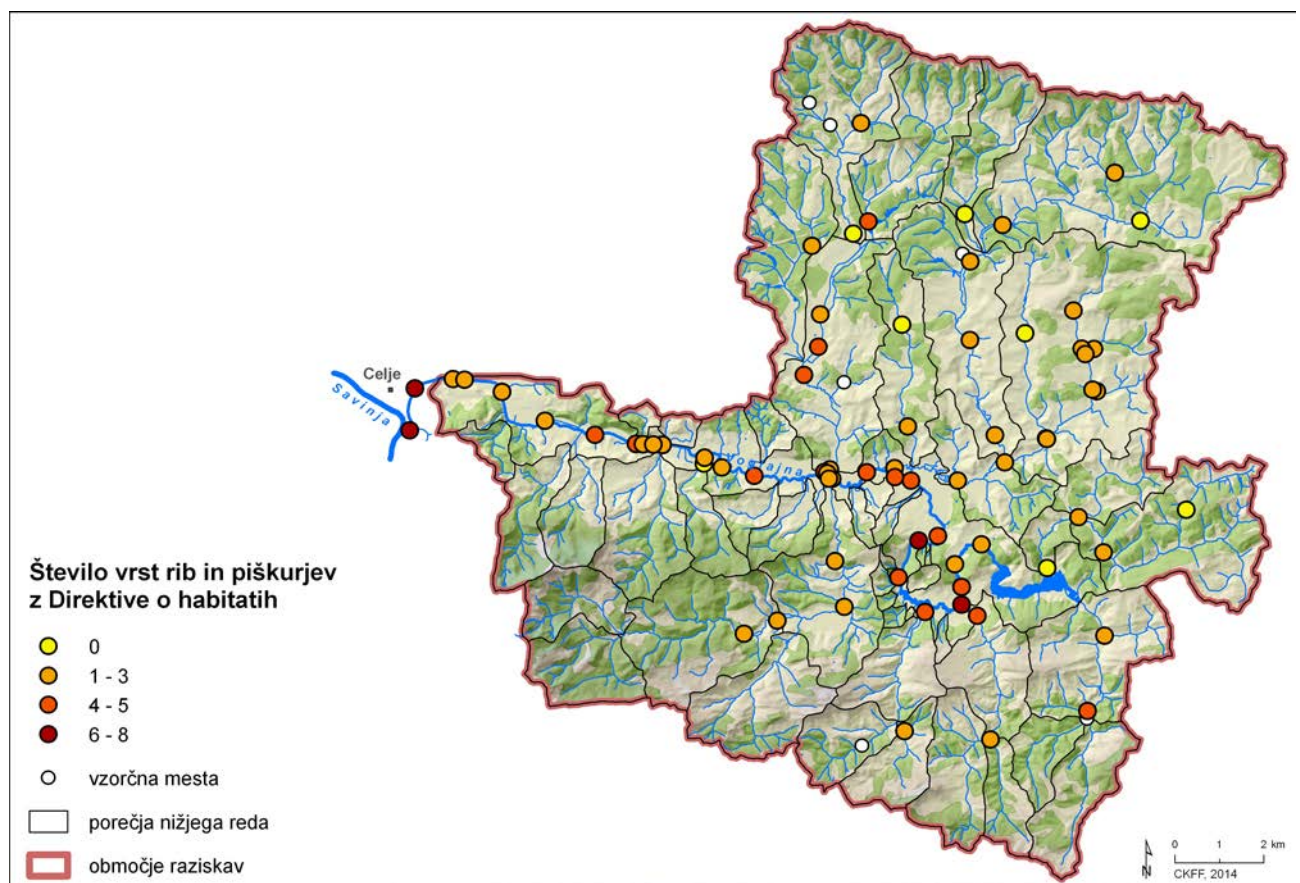 Celje
Savinja
Voglajna
Število vrst rib in piškurjev
z Direktive o habitatih
0
1 - 3
4 - 5
6 - 8
vzorčna mesta
porečja nižjega reda
območje raziskav
N
0 1 2 km
CKFF, 2014